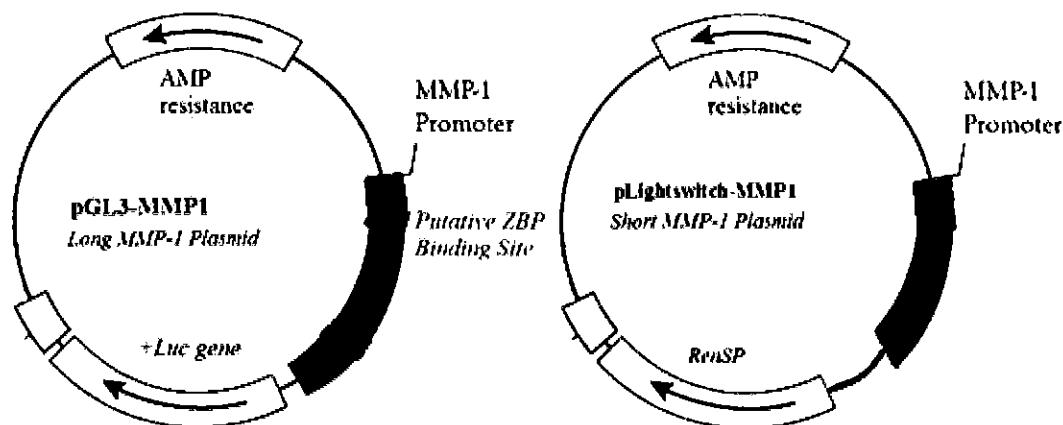 AMP
resistance
MMP-1
Promoter
pGL3-MMP1
Long MMP-1 Plasmid
Putative ZBP
Binding Site
+Luc gene
AMP
resistance
MMP-1
Promoter
pLightswitch-MMP1
Short MMP-1 Plasmid
RenSP